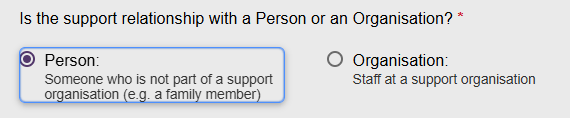 Is the support relationship with a Person or an Organisation? *
Person:
Someone who is not part of a support
organisation (e.g. a family member)
Organisation:
Staff at a support organisation